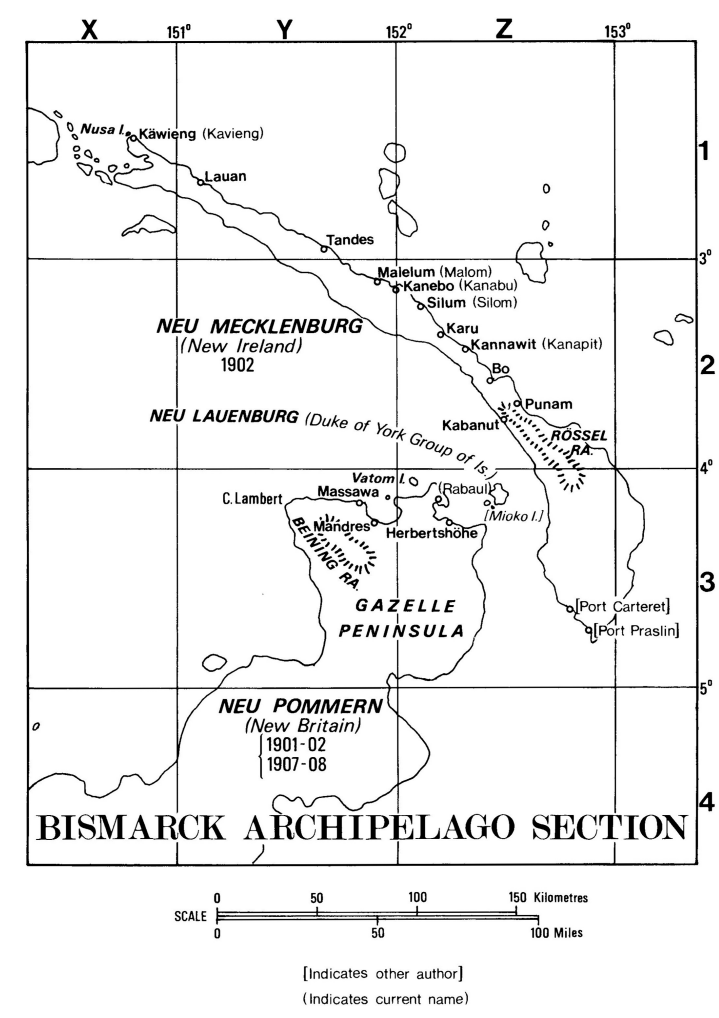 X Y Z
151° 152° 153°
Nusa I. Käwieng (Kavieng)
1
Lauan
Tandes
3°
Malelum (Malom)
Kanebo (Kanabu)
Silum (Silom)
NEU MECKLENBURG
(New Ireland)
1902
Karu
Kannawit (Kanapit)
2
Bo
Punam
NEU LAUENBURG (Duke of York Group of Is.)
Kabanut
RÖSSEL
RA.
4°
Vatom I.
C. Lambert
Massawa
(Rabaul)
[Mioko I.]
Mandres
Herbertshöhe
BEINING RA.
3
GAZELLE
PENINSULA
[Port Carteret]
[Port Praslin]
5°
NEU POMMERN
(New Britain)
1901-02
1907-08
4
BISMARCK ARCHIPELAGO SECTION
0 50 100 150 Kilometres
SCALE
0 50 100 Miles
[Indicates other author]
(Indicates current name)